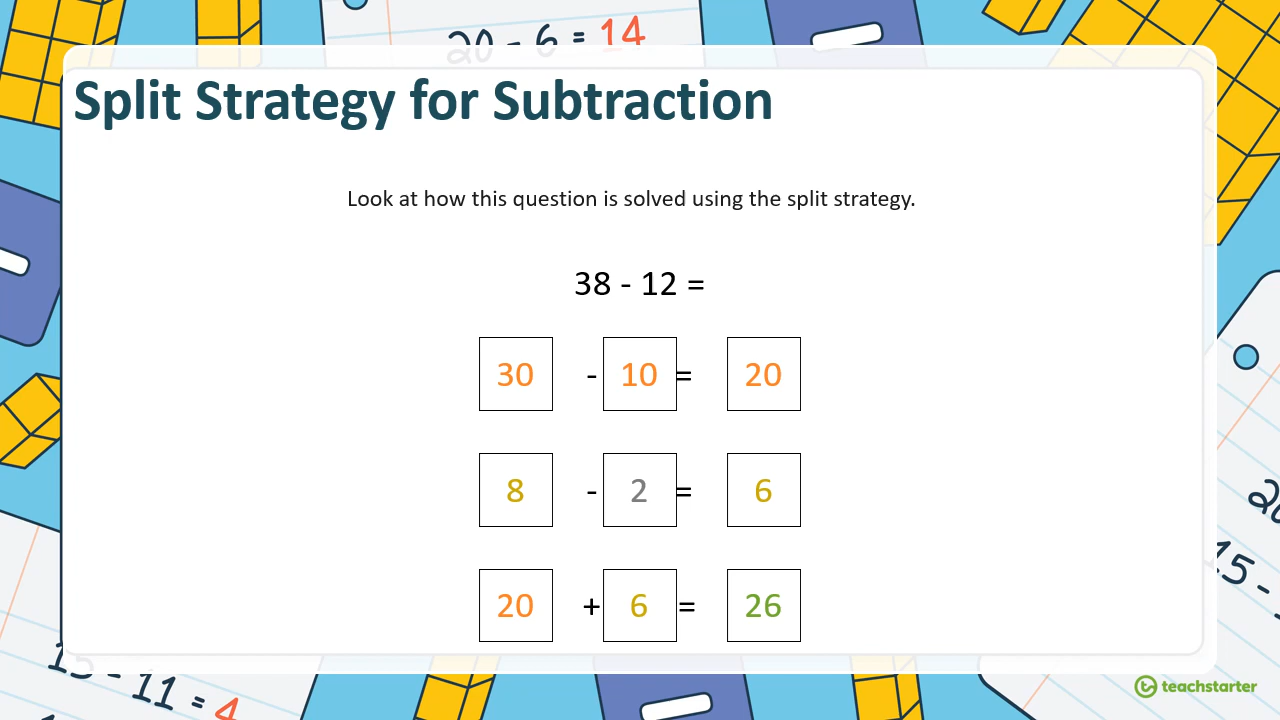 20 - 6 = 14
Split Strategy for Subtraction
Look at how this question is solved using the split strategy.
38 - 12 =
30 - 10 = 20
8 - 2 = 6
20 + 6 = 26
15 -
15 - 11 = 4
teachstarter